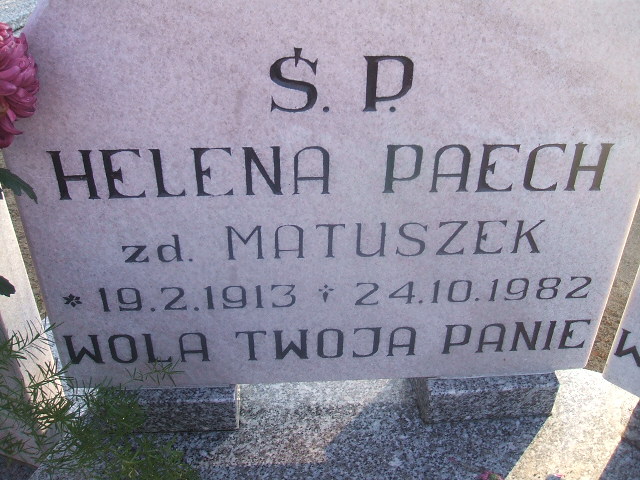 Ś. P.
HELENA PAECH
zd. MATUSZEK
* 19.2.1913 † 24.10.1982
WOLA TWOJA PANIE
W